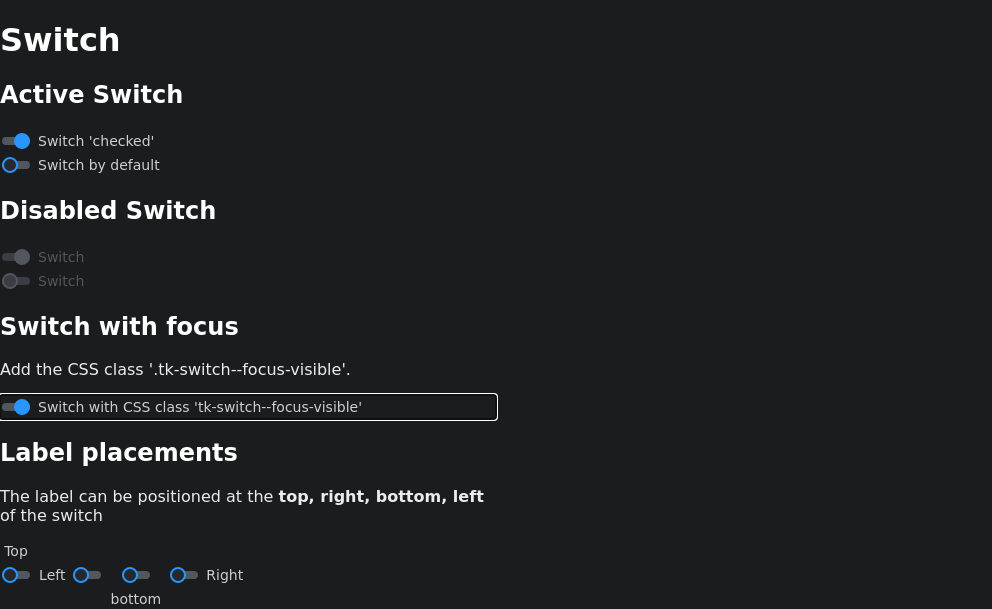 Switch
Active Switch
Switch 'checked'
Switch by default
Disabled Switch
Switch
Switch
Switch with focus
Add the CSS class '.tk-switch--focus-visible'.
Switch with CSS class 'tk-switch--focus-visible'
Label placements
The label can be positioned at the top, right, bottom, left
of the switch
Top
Left Right
bottom